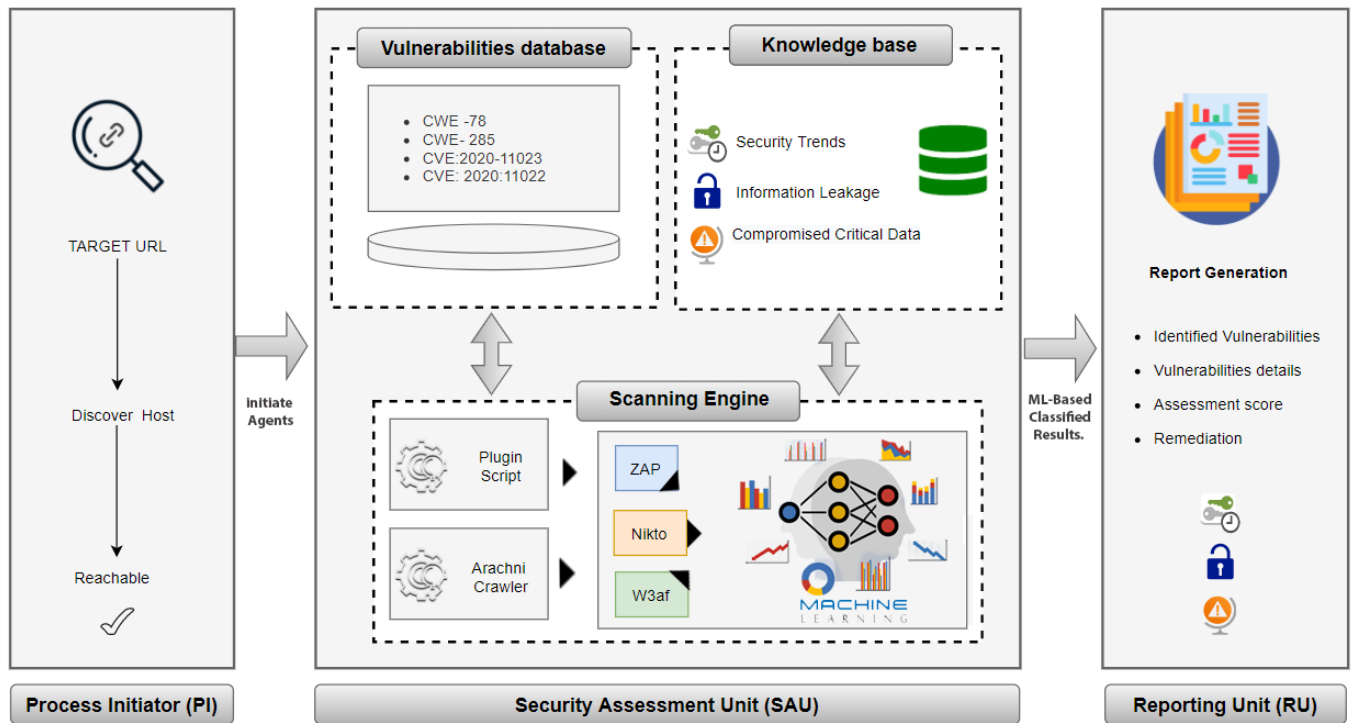 TARGET URL
Discover Host
Reachable
Process Initiator (PI)
initiate
Agents
Vulnerabilities database
• CWE -78
• CWE- 285
• CVE:2020-11023
• CVE: 2020:11022
Knowledge base
Security Trends
Information Leakage
Compromised Critical Data
Scanning Engine
Plugin
Script
Arachni
Crawler
ZAP
Nikto
W3af
MACHINE
LEARNING
Security Assessment Unit (SAU)
ML-Based
Classified
Results.
Report Generation
• Identified Vulnerabilities
• Vulnerabilities details
• Assessment score
• Remediation
Reporting Unit (RU)